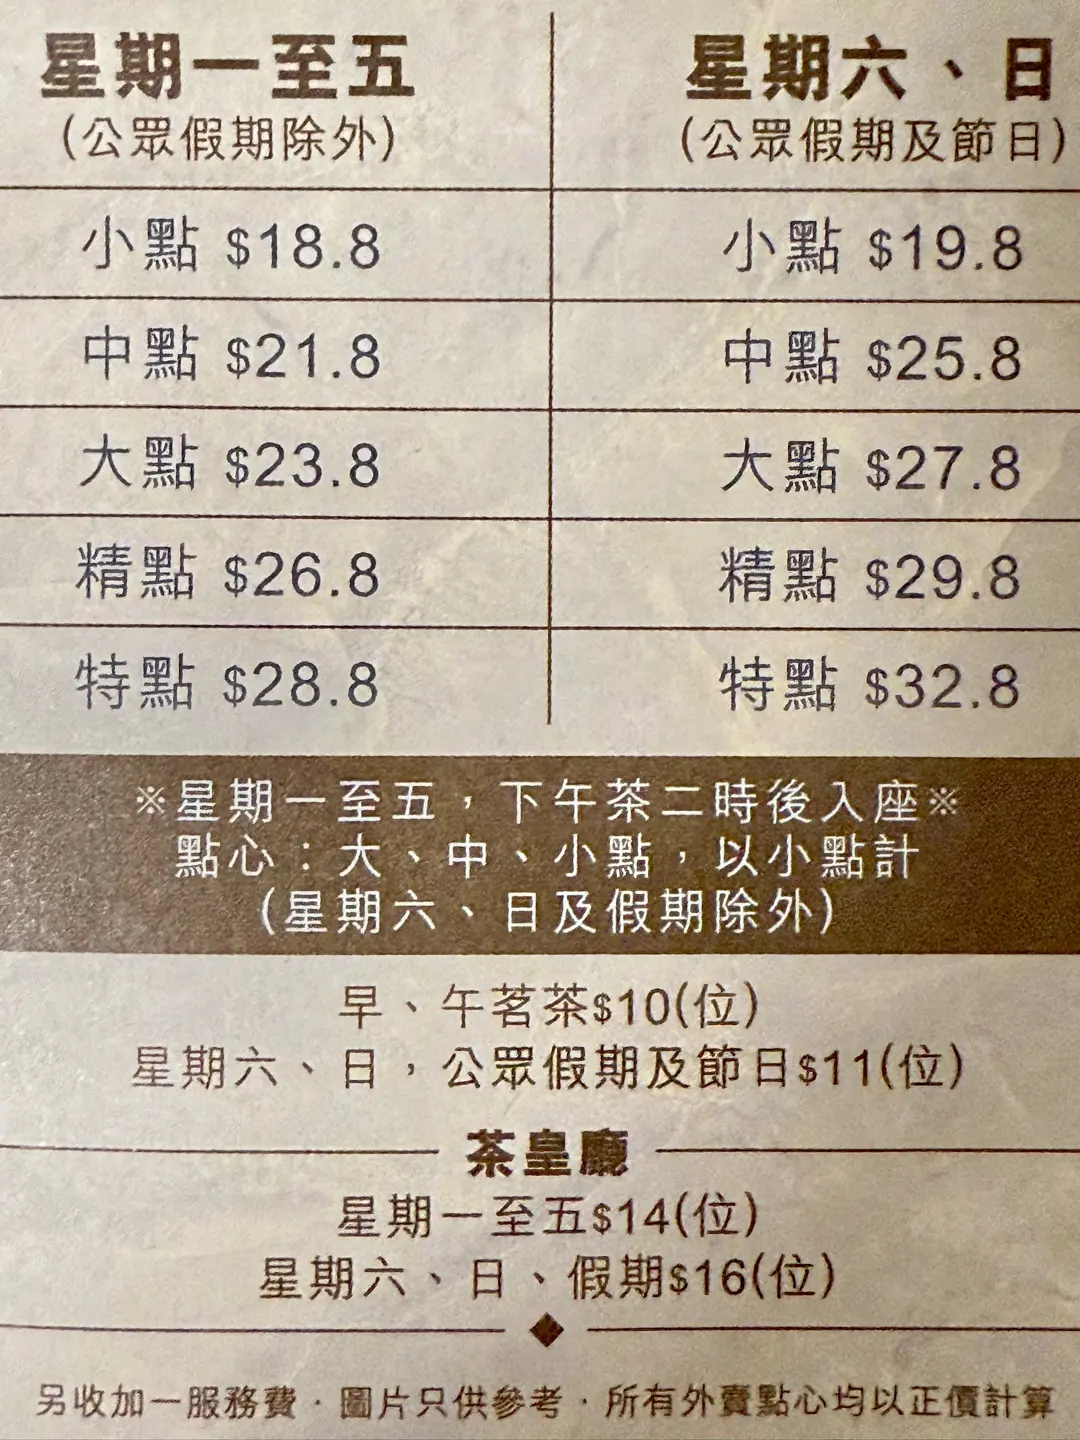 星期一至五
(公眾假期除外)
小點 $18.8
中點 $21.8
大點 $23.8
精點 $26.8
特點 $28.8
星期六、日
(公眾假期及節日)
小點 $19.8
中點 $25.8
大點 $27.8
精點 $29.8
特點 $32.8
※星期一至五，下午茶二時後入座※
點心：大、中、小點，以小點計
(星期六、日及假期除外)
早、午茗茶$10(位)
星期六、日，公眾假期及節日$11(位)
茶皇廳
星期一至五$14(位)
星期六、日、假期$16(位)
另收加一服務費．圖片只供參考．所有外賣點心均以正價計算